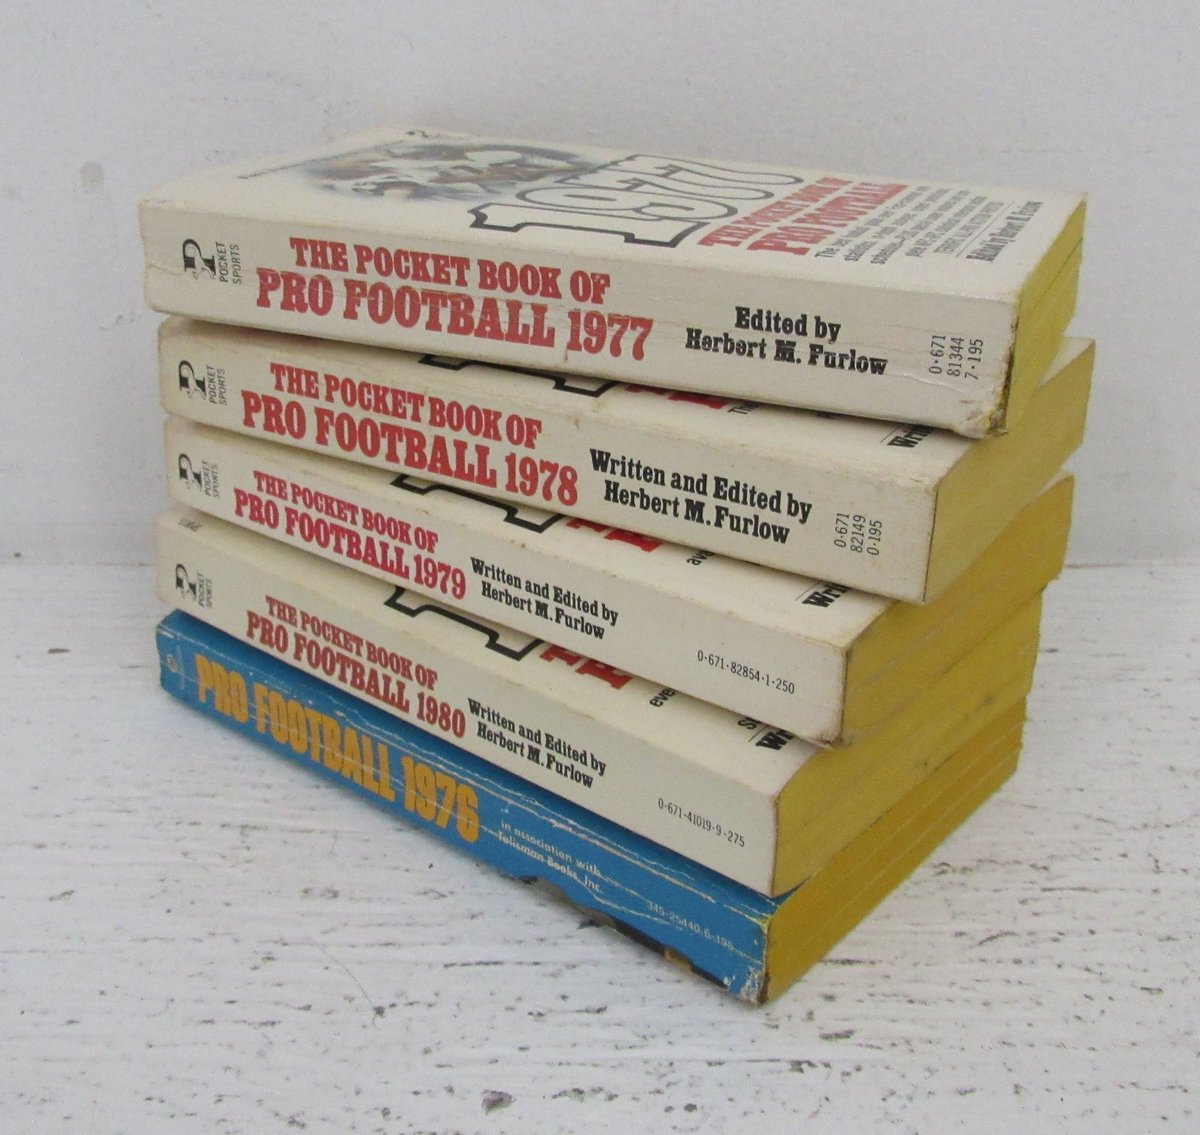 1977
THE POCKET BOOK OF
PRO FOOTBALL
P
POCKET
SPORTS
THE POCKET BOOK OF
PRO FOOTBALL 1977
Edited by
Herbert M. Furlow
0·671
81344
7·195
P
POCKET
SPORTS
THE POCKET BOOK OF
PRO FOOTBALL 1978
Written and Edited by
Herbert M. Furlow
0·671
82149
0·195
P
POCKET
SPORTS
THE POCKET BOOK OF
PRO FOOTBALL 1979
Written and Edited by
Herbert M. Furlow
0·671·82854·1·250
P
POCKET
SPORTS
THE POCKET BOOK OF
PRO FOOTBALL 1980
Written and Edited by
Herbert M. Furlow
0·671·41019·9·275
PRO FOOTBALL 1976
in association with
Talisman Books, Inc.
345-25440-6-195